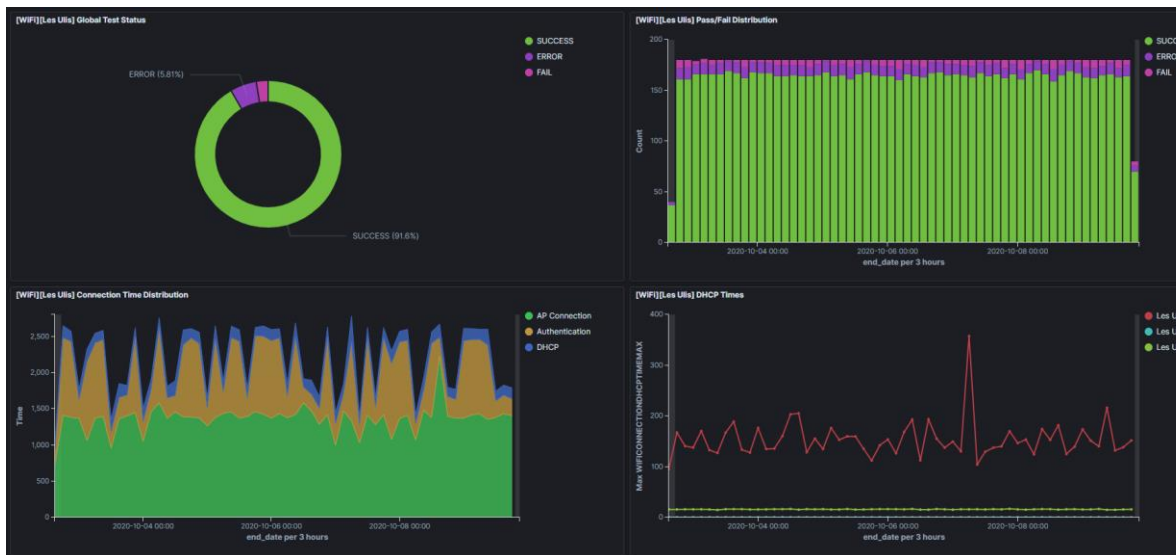 [WiFi][Les Ulis] Global Test Status
SUCCESS
ERROR
FAIL
ERROR (5.81%)
SUCCESS (91.6%)
[WiFi][Les Ulis] Pass/Fail Distribution
200
150
100
50
0
Count
2020-10-04 00:00
2020-10-06 00:00
2020-10-08 00:00
end_date per 3 hours
SUCC
ERRO
FAIL
[WiFi][Les Ulis] Connection Time Distribution
2,500
2,000
1,500
1,000
500
0
Time
2020-10-04 00:00
2020-10-06 00:00
2020-10-08 00:00
end_date per 3 hours
AP Connection
Authentication
DHCP
[WiFi][Les Ulis] DHCP Times
400
300
200
100
0
Max WIFICONNECTIONDHCPTIMEMAX
2020-10-04 00:00
2020-10-06 00:00
2020-10-08 00:00
end_date per 3 hours
Les U
Les U
Les U